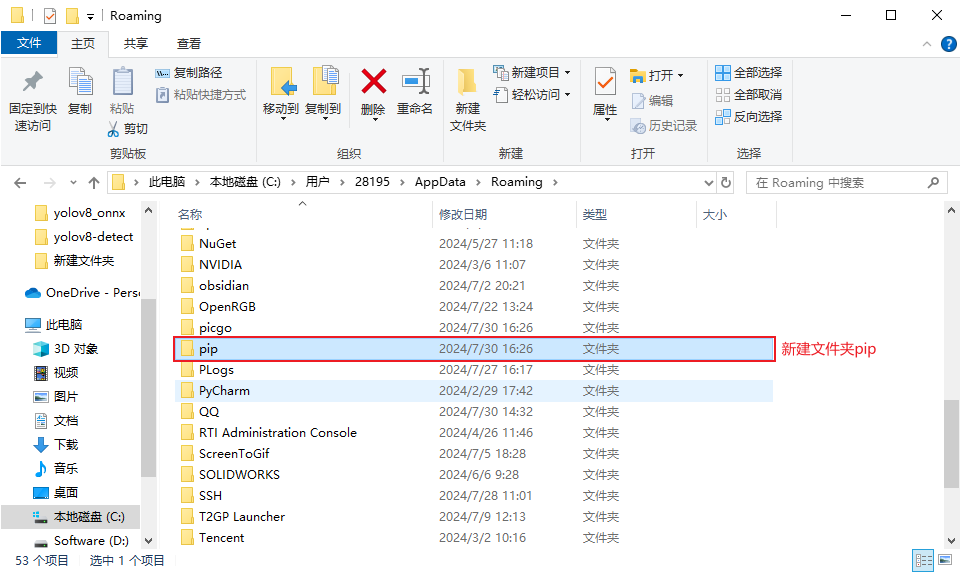 Roaming
文件 主页 共享 查看
固定到快速访问
复制
粘贴
复制路径
粘贴快捷方式
剪切
剪贴板
移动到
复制到
删除
重命名
组织
新建文件夹
新建项目
轻松访问
新建
属性
打开
编辑
历史记录
打开
全部选择
全部取消
反向选择
选择
此电脑 > 本地磁盘 (C:) > 用户 > 28195 > AppData > Roaming >
在 Roaming 中搜索
yolov8_onnx
yolov8-detect
新建文件夹
OneDrive - Pers
此电脑
3D 对象
视频
图片
文档
下载
音乐
桌面
本地磁盘 (C:)
Software (D:)
名称 修改日期 类型 大小
NuGet 2024/5/27 11:18 文件夹
NVIDIA 2024/3/6 11:07 文件夹
obsidian 2024/7/2 20:21 文件夹
OpenRGB 2024/7/22 13:24 文件夹
picgo 2024/7/30 16:26 文件夹
pip 2024/7/30 16:26 文件夹 新建文件夹pip
PLogs 2024/7/27 16:17 文件夹
PyCharm 2024/2/29 17:42 文件夹
QQ 2024/7/30 14:32 文件夹
RTI Administration Console 2024/4/26 11:46 文件夹
ScreenToGif 2024/7/5 18:28 文件夹
SOLIDWORKS 2024/6/6 9:28 文件夹
SSH 2024/7/28 11:01 文件夹
T2GP Launcher 2024/7/9 12:13 文件夹
Tencent 2024/3/2 10:16 文件夹
53 个项目 选中 1 个项目